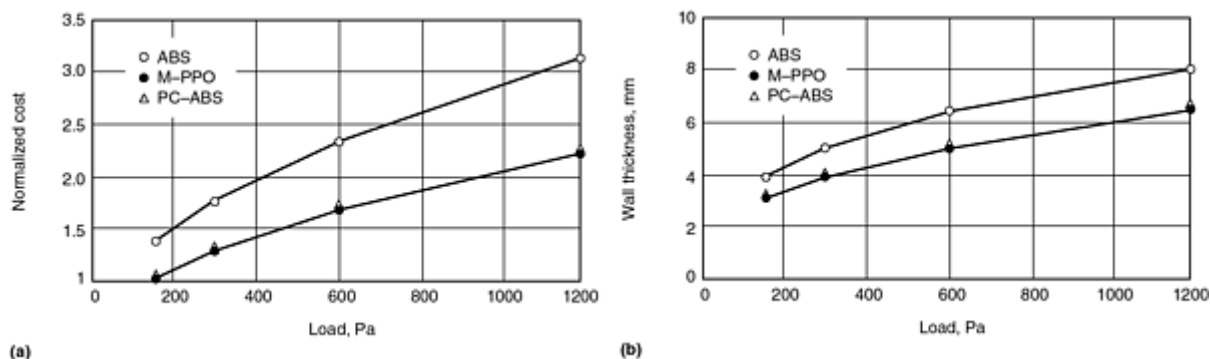 3.5
3.0
2.5
2.0
1.5
1
Normalized cost
ABS
M–PPO
PC–ABS
0 200 400 600 800 1000 1200
Load, Pa
(a)
10
8
6
4
2
0
Wall thickness, mm
ABS
M–PPO
PC–ABS
0 200 400 600 800 1000 1200
Load, Pa
(b)